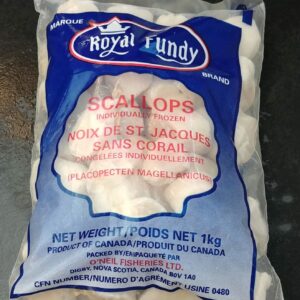 MARQUE
Royal Fundy
BRAND
SCALLOPS
INDIVIDUALLY FROZEN
NOIX DE ST. JACQUES
SANS CORAIL
CONGELÉES INDIVIDUELLEMENT
(PLACOPECTEN MAGELLANICUS)
NET WEIGHT/POIDS NET 1kg
PRODUCT OF CANADA/PRODUIT DU CANADA
PACKED BY/EMPAQUETÉ PAR
O'NEIL FISHERIES LTD.
DIGBY, NOVA SCOTIA, CANADA B0V 1A0
CFN NUMBER/NUMERO D'AGREMENT USINE 0480